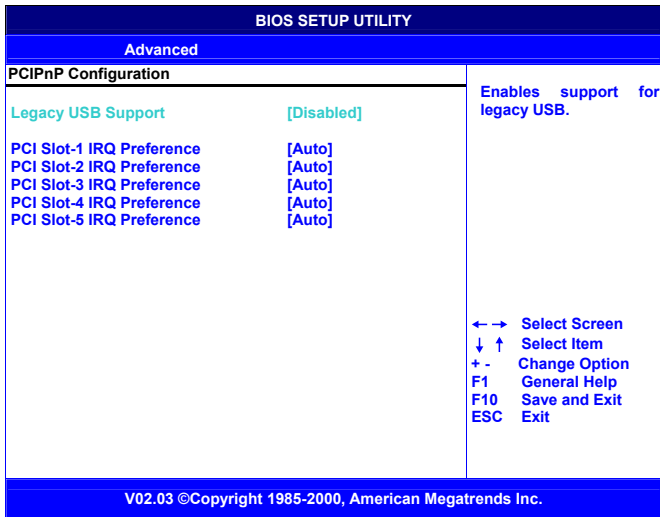 BIOS SETUP UTILITY
Advanced
PCIPnP Configuration
Legacy USB Support [Disabled]
PCI Slot-1 IRQ Preference [Auto]
PCI Slot-2 IRQ Preference [Auto]
PCI Slot-3 IRQ Preference [Auto]
PCI Slot-4 IRQ Preference [Auto]
PCI Slot-5 IRQ Preference [Auto]
Enables support for
legacy USB.
←→ Select Screen
↓ ↑ Select Item
+ - Change Option
F1 General Help
F10 Save and Exit
ESC Exit
V02.03 ©Copyright 1985-2000, American Megatrends Inc.